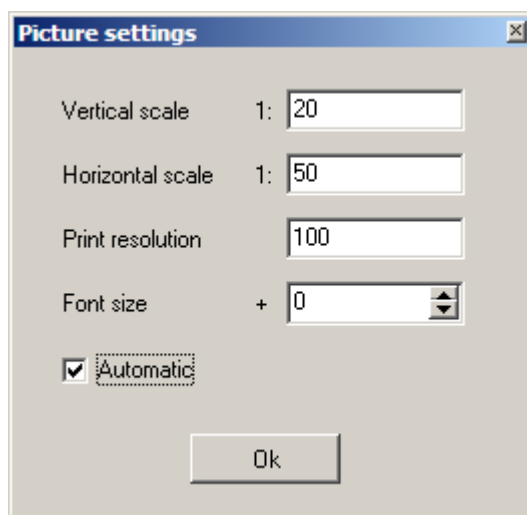 Picture settings
Vertical scale 1: 20
Horizontal scale 1: 50
Print resolution 100
Font size + 0
Automatic
Ok